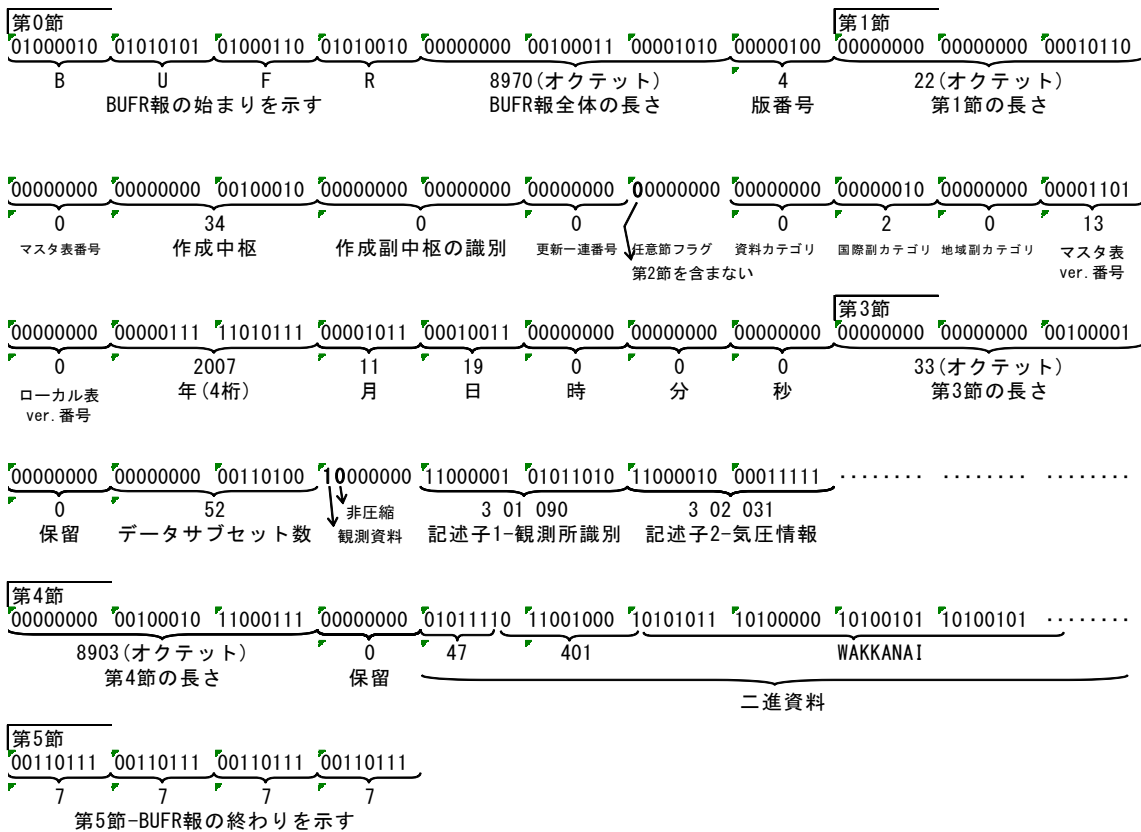 第0節 第1節
01000010 01010101 01000110 01010010 00000000 00100011 00001010 00000100 00000000 00000000 00010110
B U F R 8970(オクテット) 4 22(オクテット)
BUFR報の始まりを示す BUFR報全体の長さ 版番号 第1節の長さ
00000000 00000000 00100010 00000000 00000000 00000000 00000000 00000000 00000010 00000000 00001101
0 34 0 0 0 2 0 13
マスタ表番号 作成中枢 作成副中枢の識別 更新一連番号 任意節フラグ 資料カテゴリ 国際副カテゴリ 地域副カテゴリ マスタ表
第2節を含まない ver.番号
第3節
00000000 00000111 11010111 00001011 00010011 00000000 00000000 00000000 00000000 00000000 00100001
0 2007 11 19 0 0 0 33(オクテット)
ローカル表 年(4桁) 月 日 時 分 秒 第3節の長さ
ver.番号
00000000 00000000 00110100 10000000 11000001 01011010 11000010 00011111 ········ ········ ········
0 52 非圧縮 3 01 090 3 02 031
保留 データサブセット数 観測資料 記述子1-観測所識別 記述子2-気圧情報
第4節
00000000 00100010 11000111 00000000 01011110 11001000 10101011 10100000 10100101 10100101 ········
8903(オクテット) 0 47 401 WAKKANAI
第4節の長さ 保留
二進資料
第5節
00110111 00110111 00110111 00110111
7 7 7 7
第5節-BUFR報の終わりを示す